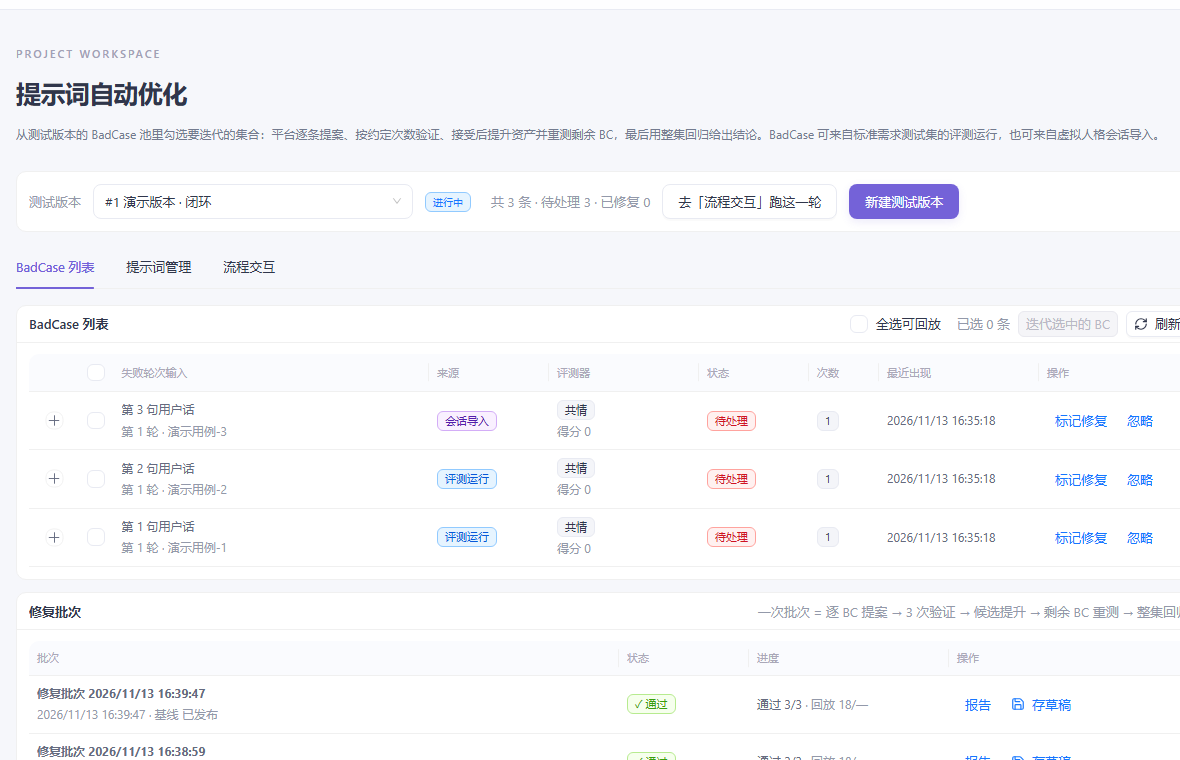 PROJECT WORKSPACE
提示词自动优化
从测试版本的 BadCase 池里勾选要迭代的集合：平台逐条提案、按约定次数验证、接受后提升资产并重测剩余 BC，最后用整集回归给出结论。BadCase 可来自标准需求测试集的评测运行，也可来自虚拟人格会话导入。
测试版本 #1 演示版本 · 闭环 进行中 共 3 条 · 待处理 3 · 已修复 0 去「流程交互」跑这一轮 新建测试版本
BadCase 列表 提示词管理 流程交互
BadCase 列表 全选可回放 已选 0 条 迭代选中的 BC 刷新
失败轮次输入 来源 评测器 状态 次数 最近出现 操作
第 3 句用户话 会话导入 共情 待处理 1 2026/11/13 16:35:18 标记修复 忽略
第 1 轮 · 演示用例-3 得分 0
第 2 句用户话 评测运行 共情 待处理 1 2026/11/13 16:35:18 标记修复 忽略
第 1 轮 · 演示用例-2 得分 0
第 1 句用户话 评测运行 共情 待处理 1 2026/11/13 16:35:18 标记修复 忽略
第 1 轮 · 演示用例-1 得分 0
修复批次 一次批次 = 逐 BC 提案 → 3 次验证 → 候选提升 → 剩余 BC 重测 → 整集回归
批次 状态 进度 操作
修复批次 2026/11/13 16:39:47 ✓ 通过 通过 3/3 · 回放 18/— 报告 存草稿
2026/11/13 16:39:47 · 基线 已发布
修复批次 2026/11/13 16:38:59